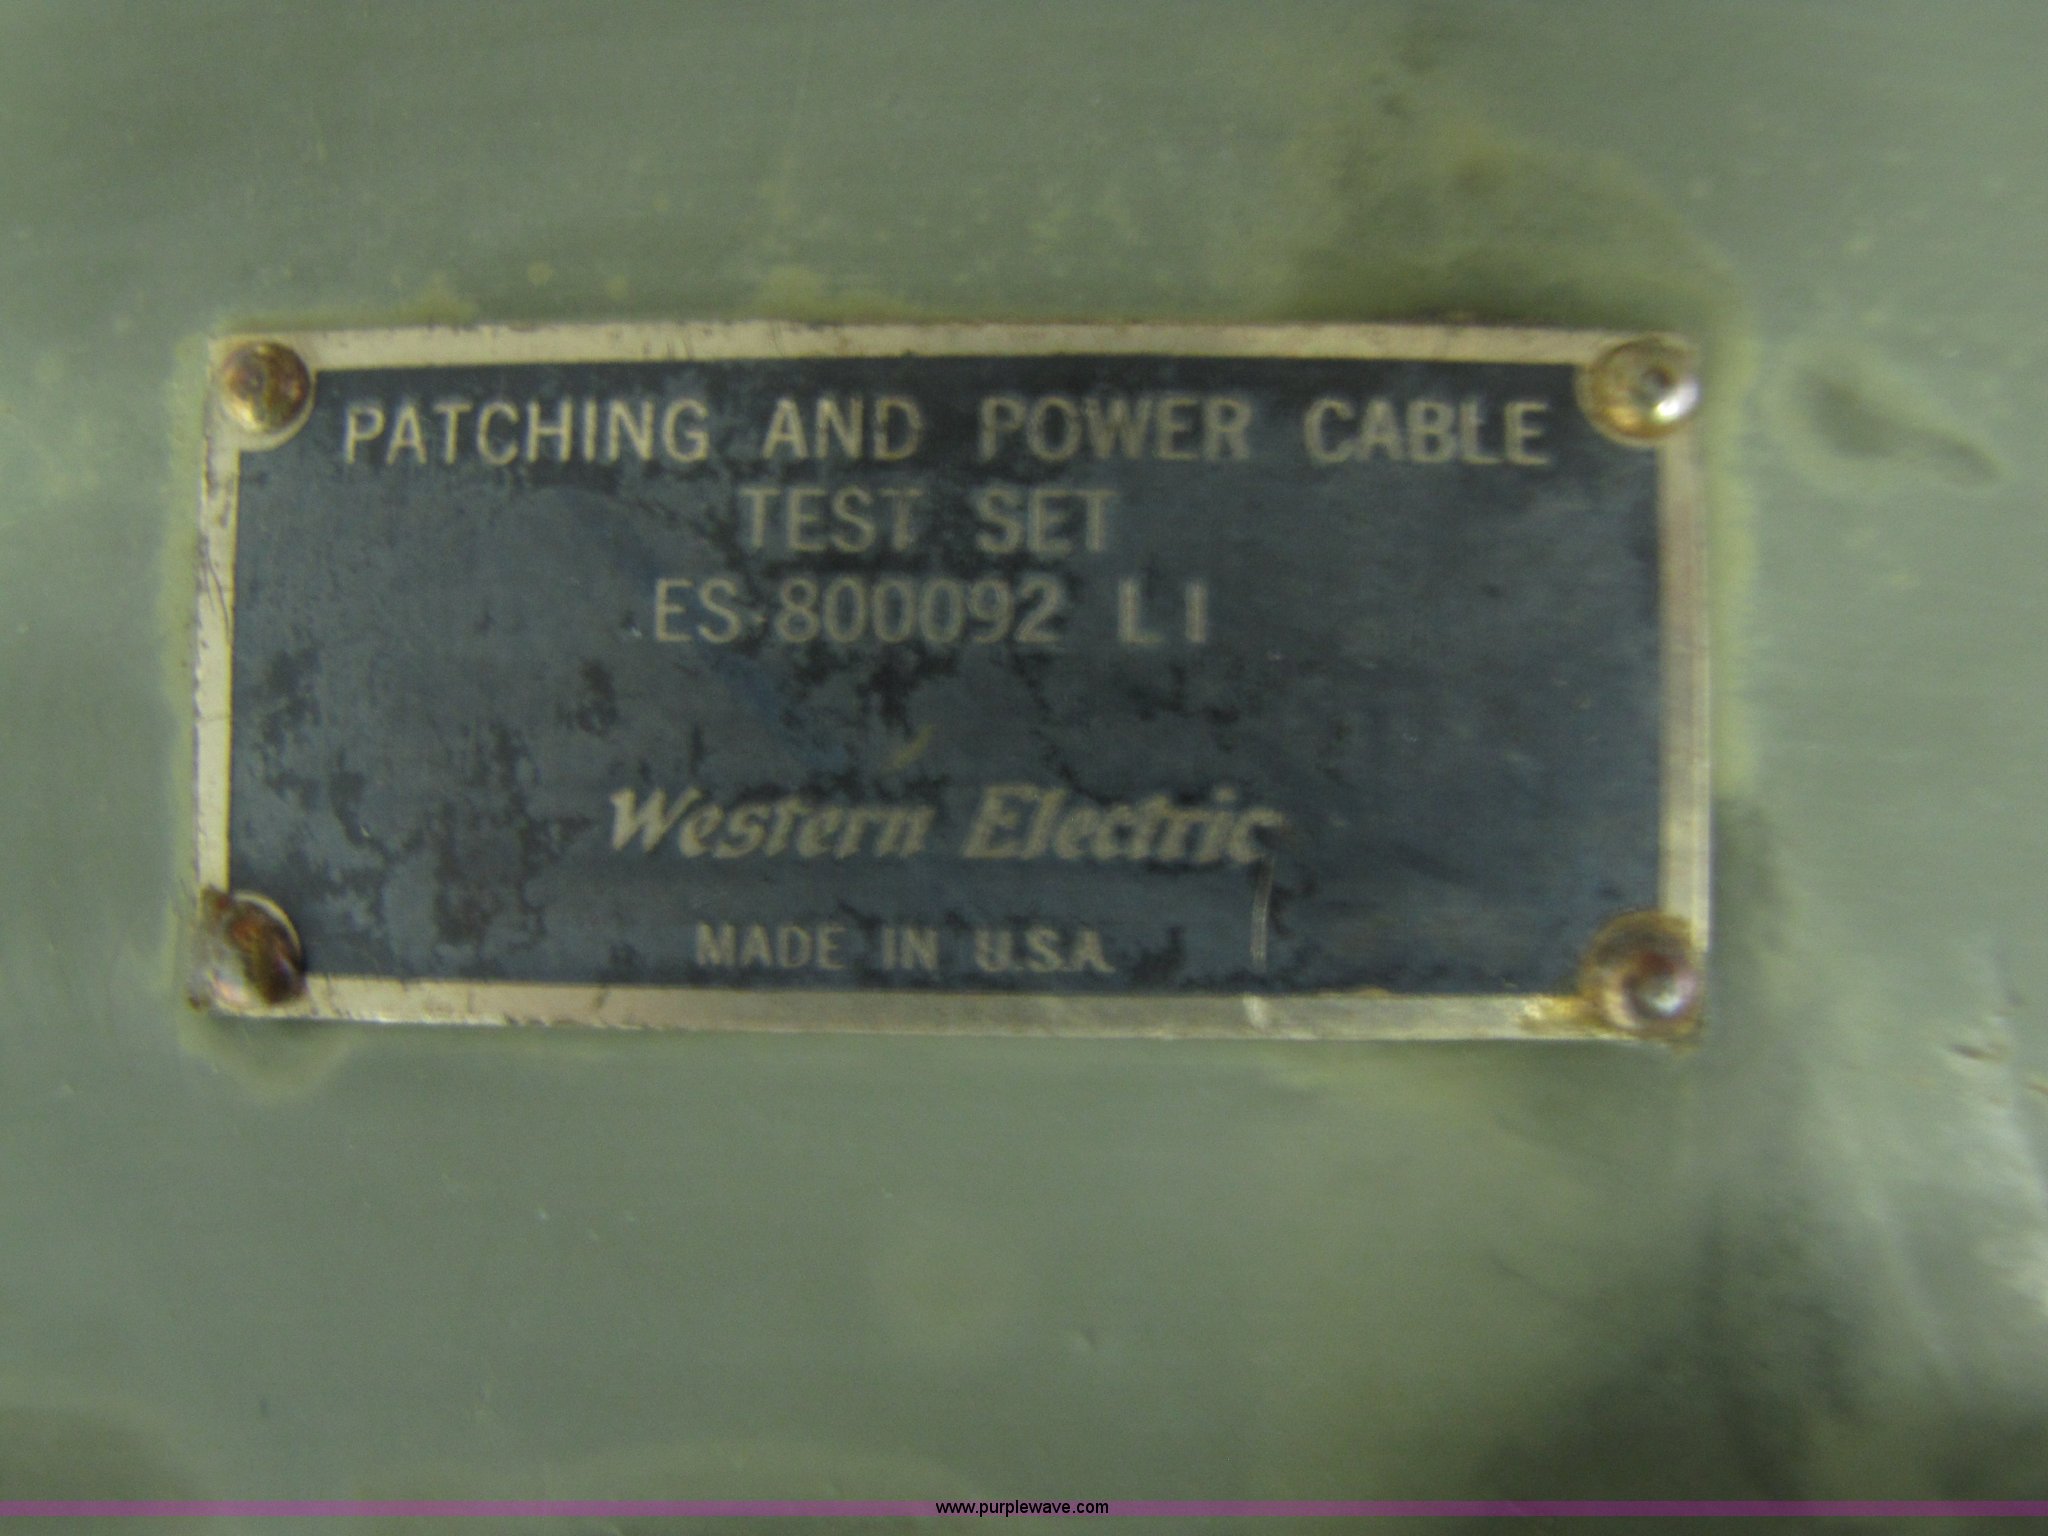 PATCHING AND POWER CABLE
TEST SET
ES-800092 L1
Western Electric
MADE IN U.S.A.
www.purplewave.com